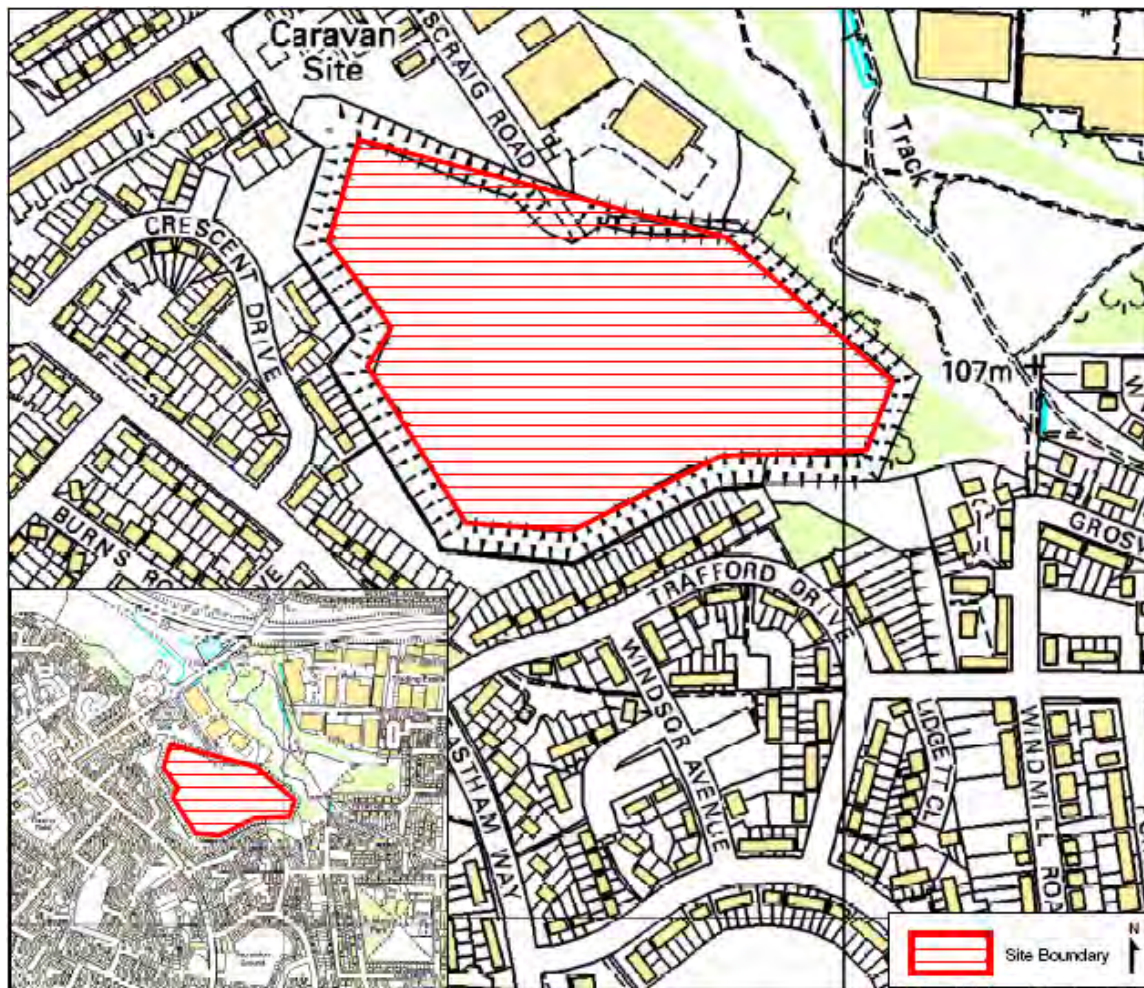 Caravan
Site
SCRAIG ROAD
Track
CRESCENT DRIVE
107m
BURNS RO
GROSV
TRAFFORD DRIVE
WINDSOR AVENUE
STHAM WAY
LIDGETT CL
WINDMILL ROA
N
Site Boundary